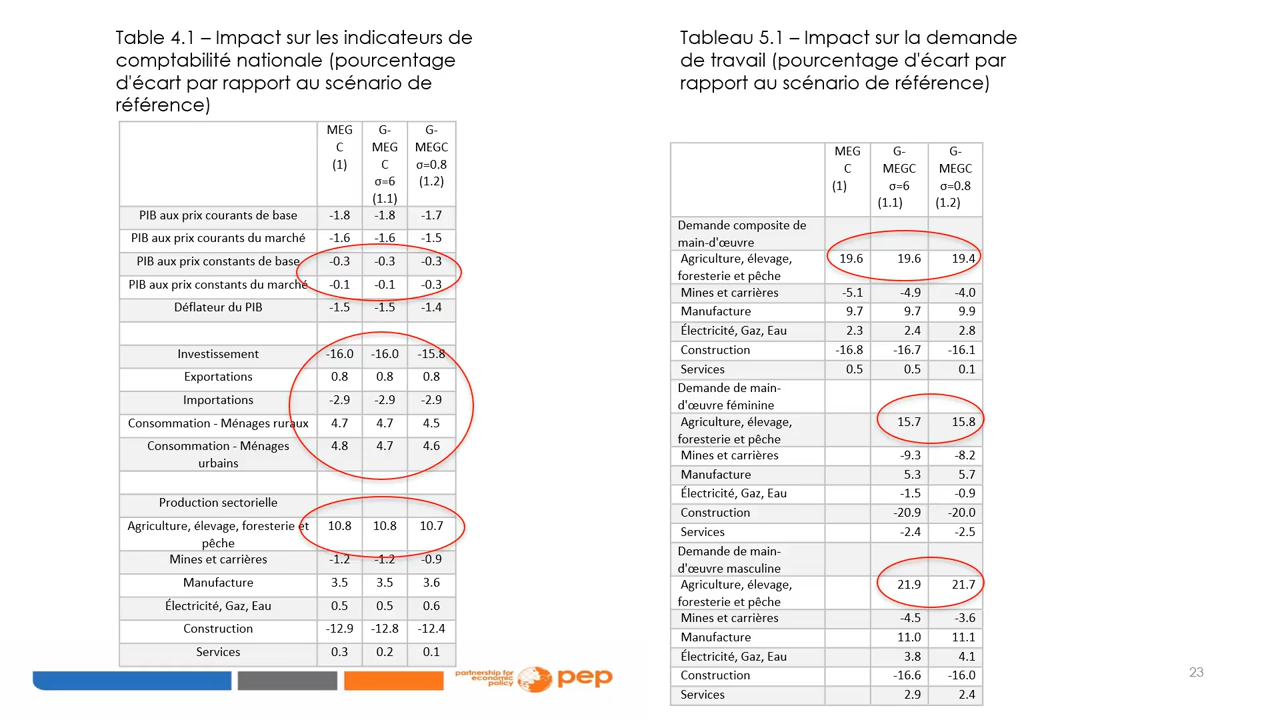 Table 4.1 – Impact sur les indicateurs de
comptabilité nationale (pourcentage
d'écart par rapport au scénario de
référence)
MEG
C
(1)
G-
MEG
C
σ=6
(1.1)
G-
MEGC
σ=0.8
(1.2)
PIB aux prix courants de base -1.8 -1.8 -1.7
PIB aux prix courants du marché -1.6 -1.6 -1.5
PIB aux prix constants de base -0.3 -0.3 -0.3
PIB aux prix constants du marché -0.1 -0.1 -0.3
Déflateur du PIB -1.5 -1.5 -1.4
Investissement -16.0 -16.0 -15.8
Exportations 0.8 0.8 0.8
Importations -2.9 -2.9 -2.9
Consommation - Ménages ruraux 4.7 4.7 4.5
Consommation - Ménages 4.8 4.7 4.6
urbains
Production sectorielle
Agriculture, élevage, foresterie et 10.8 10.8 10.7
pêche
Mines et carrières -1.2 -1.2 -0.9
Manufacture 3.5 3.5 3.6
Électricité, Gaz, Eau 0.5 0.5 0.6
Construction -12.9 -12.8 -12.4
Services 0.3 0.2 0.1
Tableau 5.1 – Impact sur la demande
de travail (pourcentage d'écart par
rapport au scénario de référence)
MEG
C
(1)
G-
MEGC
σ=6
(1.1)
G-
MEGC
σ=0.8
(1.2)
Demande composite de
main-d'œuvre
Agriculture, élevage, 19.6 19.6 19.4
foresterie et pêche
Mines et carrières -5.1 -4.9 -4.0
Manufacture 9.7 9.7 9.9
Électricité, Gaz, Eau 2.3 2.4 2.8
Construction -16.8 -16.7 -16.1
Services 0.5 0.5 0.1
Demande de main-
d'œuvre féminine
Agriculture, élevage, 15.7 15.8
foresterie et pêche
Mines et carrières -9.3 -8.2
Manufacture 5.3 5.7
Électricité, Gaz, Eau -1.5 -0.9
Construction -20.9 -20.0
Services -2.4 -2.5
Demande de main-
d'œuvre masculine
Agriculture, élevage, 21.9 21.7
foresterie et pêche
Mines et carrières -4.5 -3.6
Manufacture 11.0 11.1
Électricité, Gaz, Eau 3.8 4.1
Construction -16.6 -16.0
Services 2.9 2.4
partnership for
economic
policy
pep
23